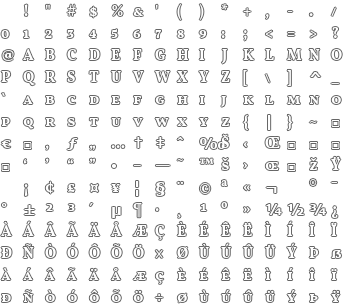 ! " # $ % & ' ( ) * + , - . /
0 1 2 3 4 5 6 7 8 9 : ; < = > ?
@ A B C D E F G H I J K L M N O
P Q R S T U V W X Y Z [ \ ] ^ _
` A B C D E F G H I J K L M N O
P Q R S T U V W X Y Z { | } ~ □
€ □ ‚ ƒ „ … † ‡ ˆ ‰ Š ‹ Œ □ □ □
□ ‘ ’ “ ” • – — ˜ ™ Š › Œ □ Ž Ÿ
¡ ¢ £ ¤ ¥ ¦ § ¨ © ª « ¬ ® ¯
° ± ² ³ ´ µ ¶ · ¸ ¹ º » ¼ ½ ¾ ¿
À Á Â Ã Ä Å Æ Ç È É Ê Ë Ì Í Î Ï
Ð Ñ Ò Ó Ô Õ Ö × Ø Ù Ú Û Ü Ý Þ ß
À Á Â Ã Ä Å Æ Ç È É Ê Ë Ì Í Î Ï
Ð Ñ Ò Ó Ô Õ Ö ÷ Ø Ù Ú Û Ü Ý Þ Ÿ